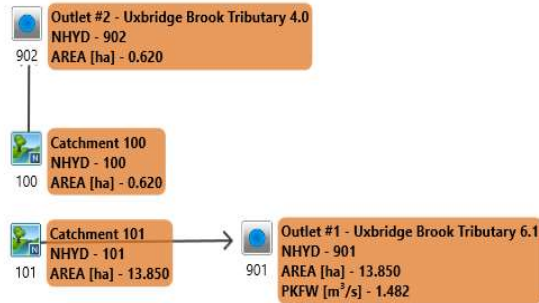 Outlet #2 - Uxbridge Brook Tributary 4.0
NHYD - 902
AREA [ha] - 0.620
902
Catchment 100
NHYD - 100
AREA [ha] - 0.620
N
100
Catchment 101
NHYD - 101
AREA [ha] - 13.850
N
101
Outlet #1 - Uxbridge Brook Tributary 6.1
NHYD - 901
AREA [ha] - 13.850
PKFW [m³/s] - 1.482
901